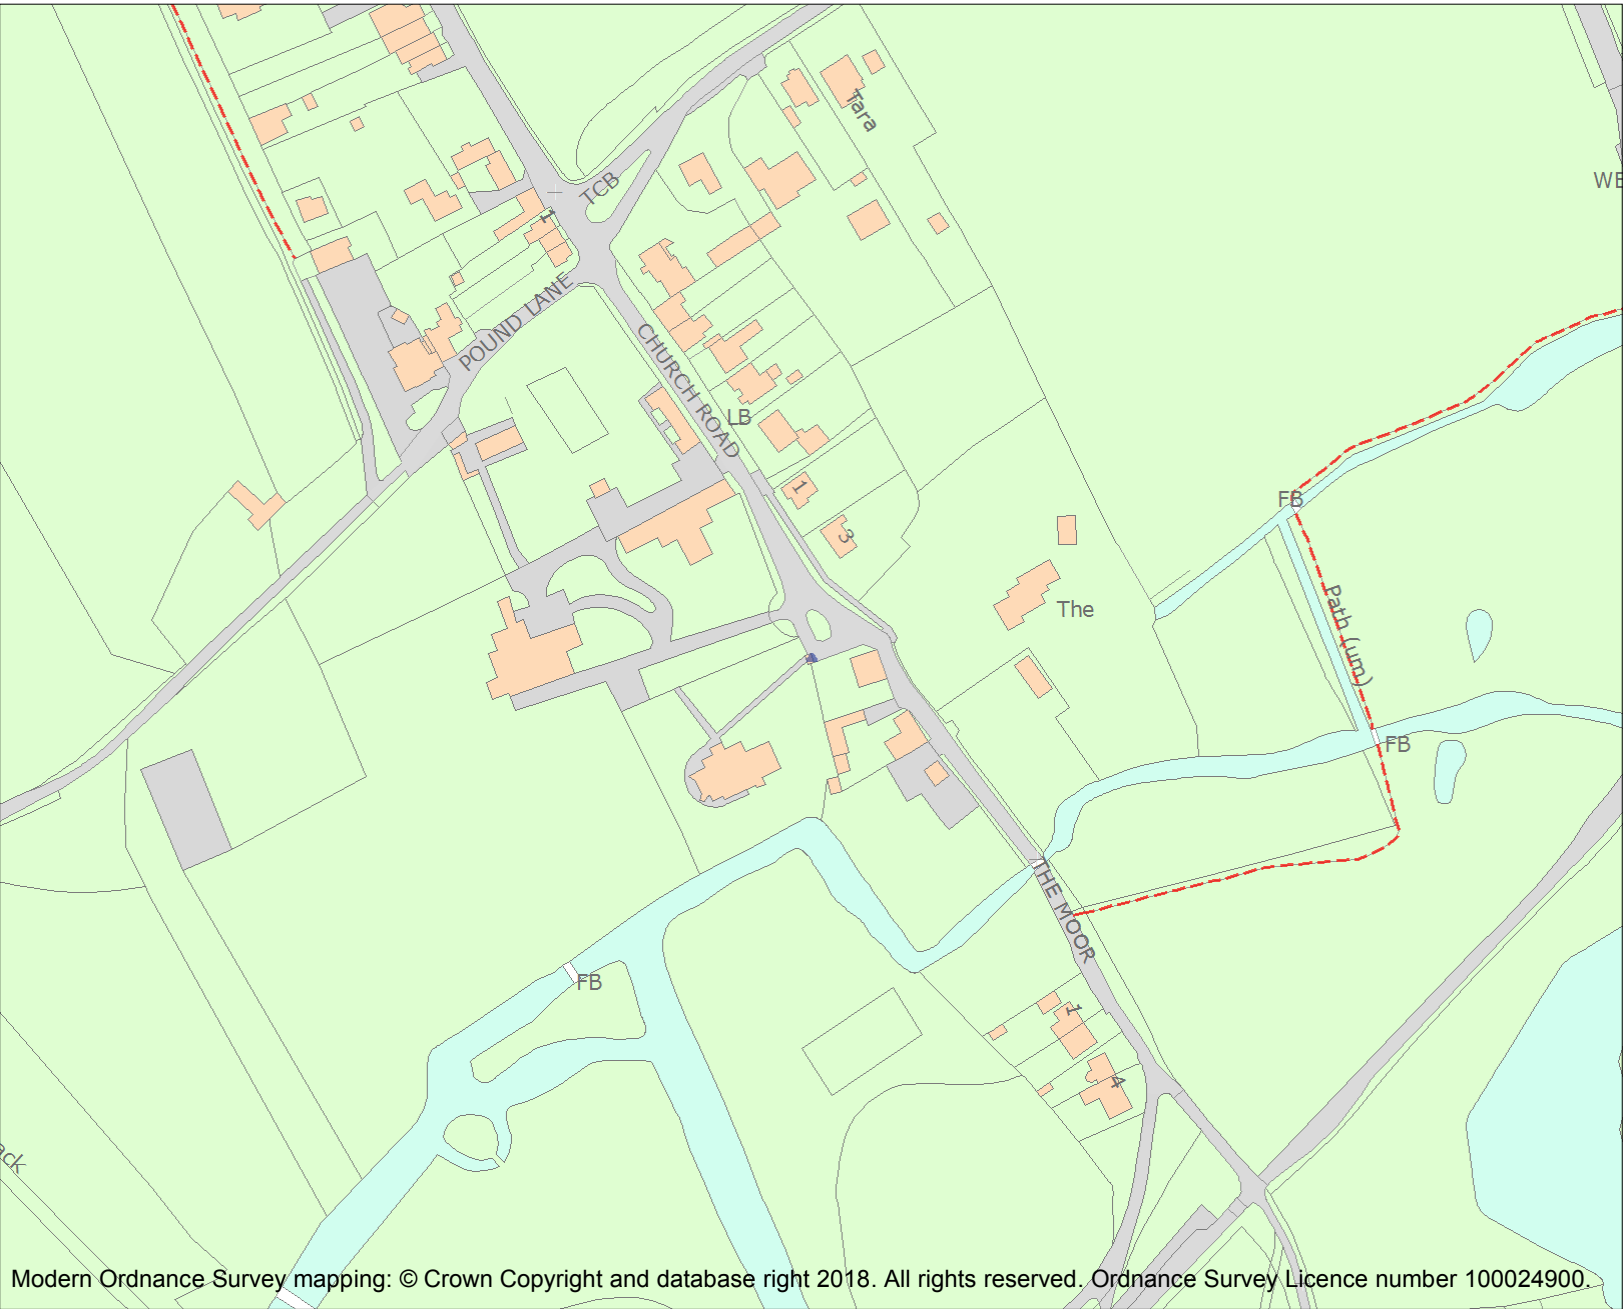 Tara
TCB
1
POUND LANE
CHURCH ROAD
LB
1
3
FB
The
Path (um)
FB
THE MOOR
FB
1
4
Modern Ordnance Survey mapping: © Crown Copyright and database right 2018. All rights reserved. Ordnance Survey Licence number 100024900.